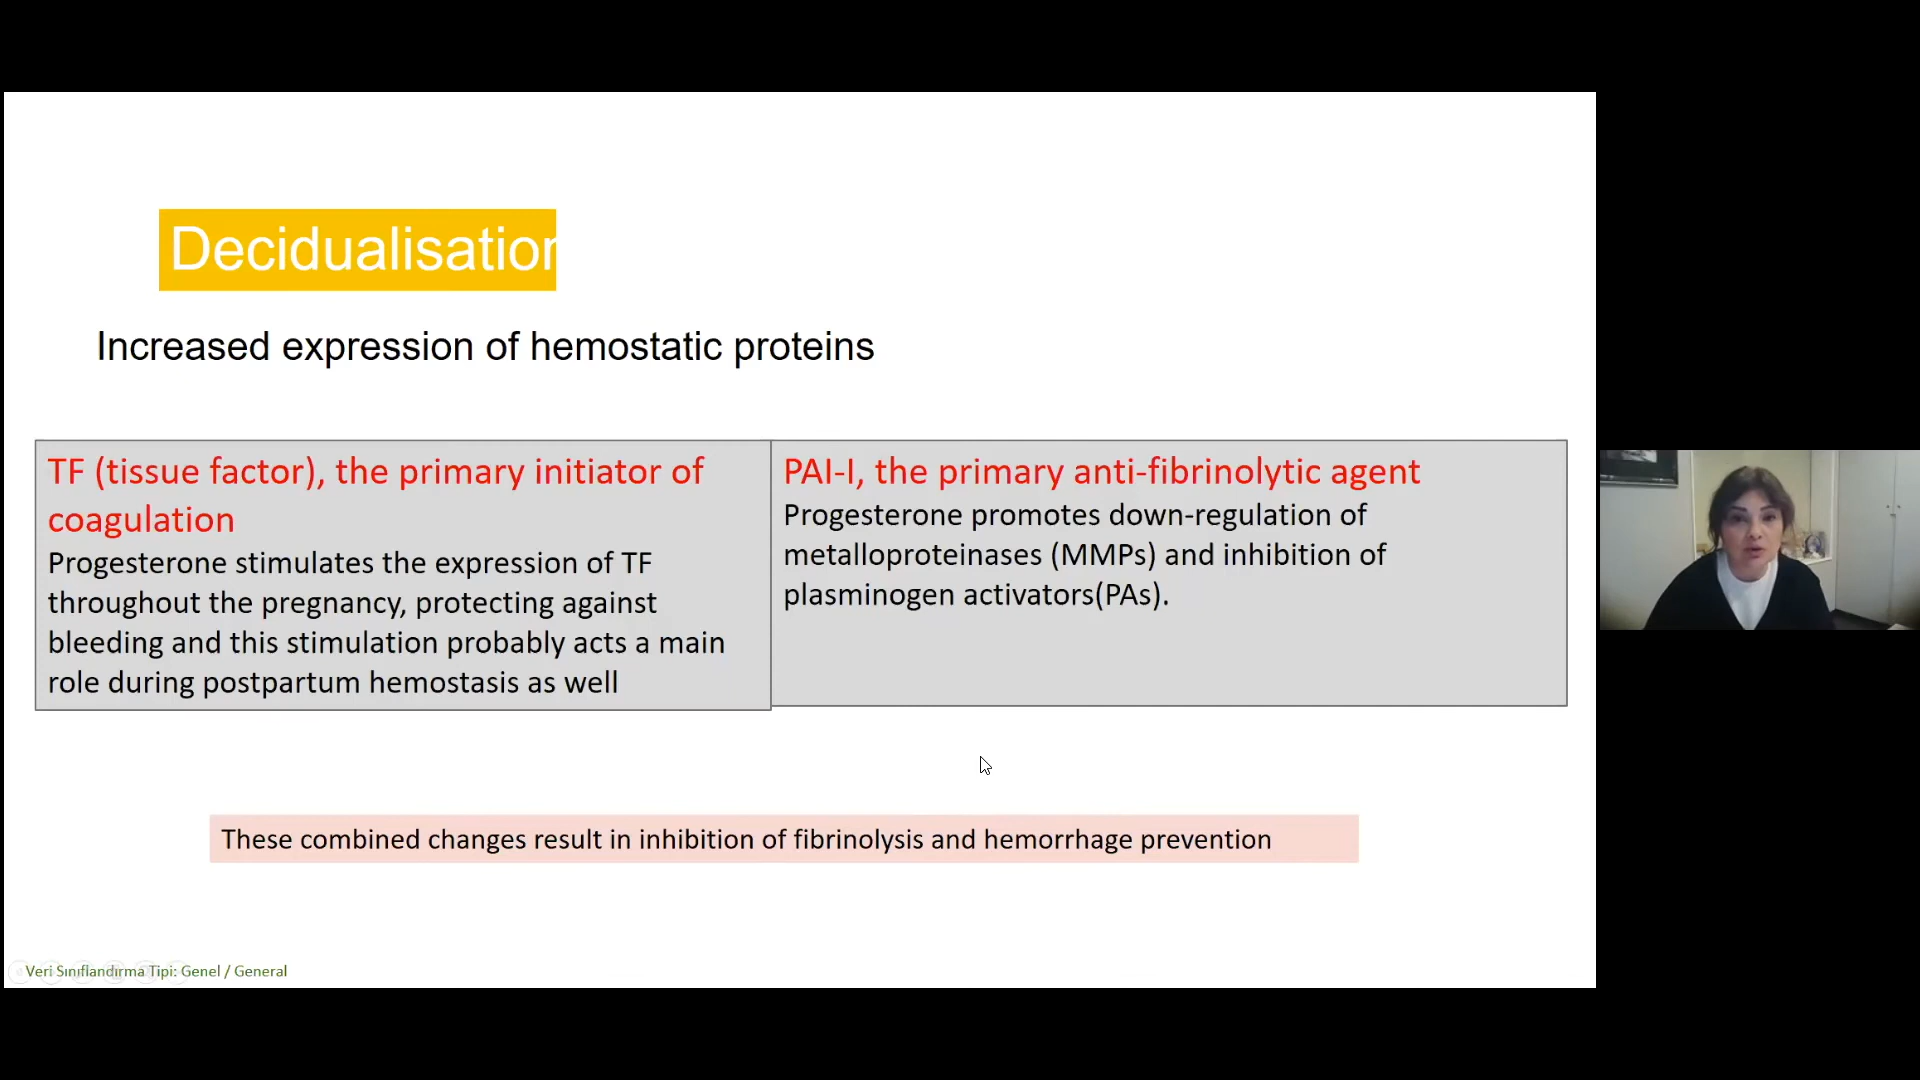 Decidualisation
Increased expression of hemostatic proteins
TF (tissue factor), the primary initiator of
coagulation
Progesterone stimulates the expression of TF
throughout the pregnancy, protecting against
bleeding and this stimulation probably acts a main
role during postpartum hemostasis as well
PAI-I, the primary anti-fibrinolytic agent
Progesterone promotes down-regulation of
metalloproteinases (MMPs) and inhibition of
plasminogen activators(PAs).
These combined changes result in inhibition of fibrinolysis and hemorrhage prevention
Veri Sınıflandırma Tipi: Genel / General